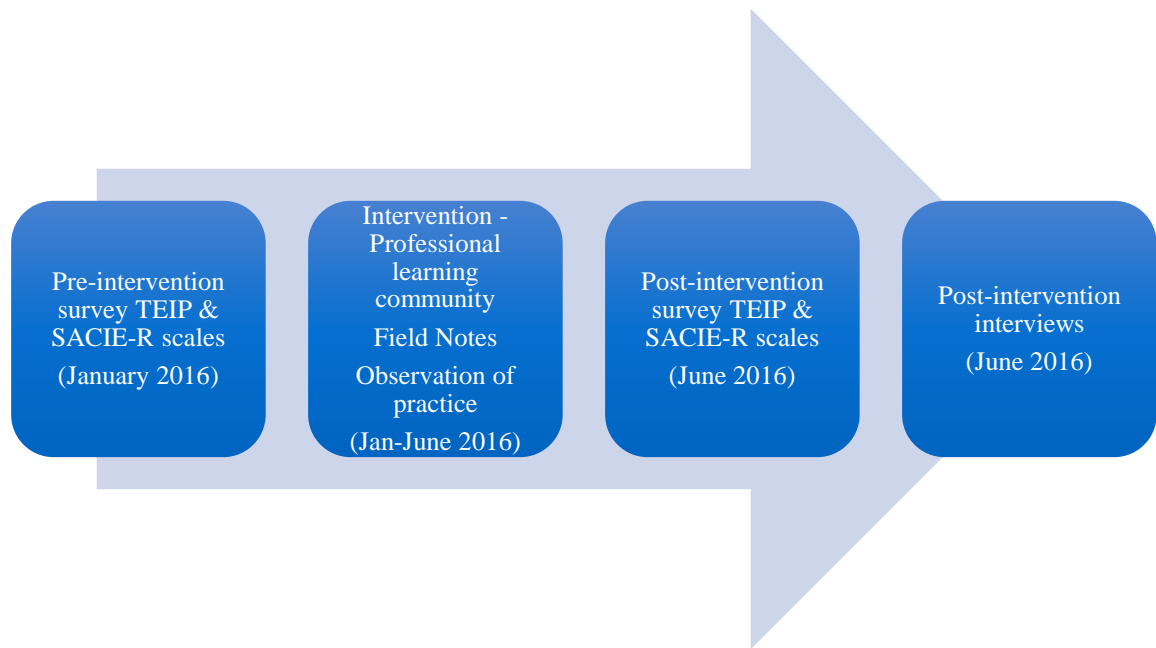 Pre-intervention
survey TEIP &
SACIE-R scales
(January 2016)
Intervention -
Professional
learning
community
Field Notes
Observation of
practice
(Jan-June 2016)
Post-intervention
survey TEIP &
SACIE-R scales
(June 2016)
Post-intervention
interviews
(June 2016)